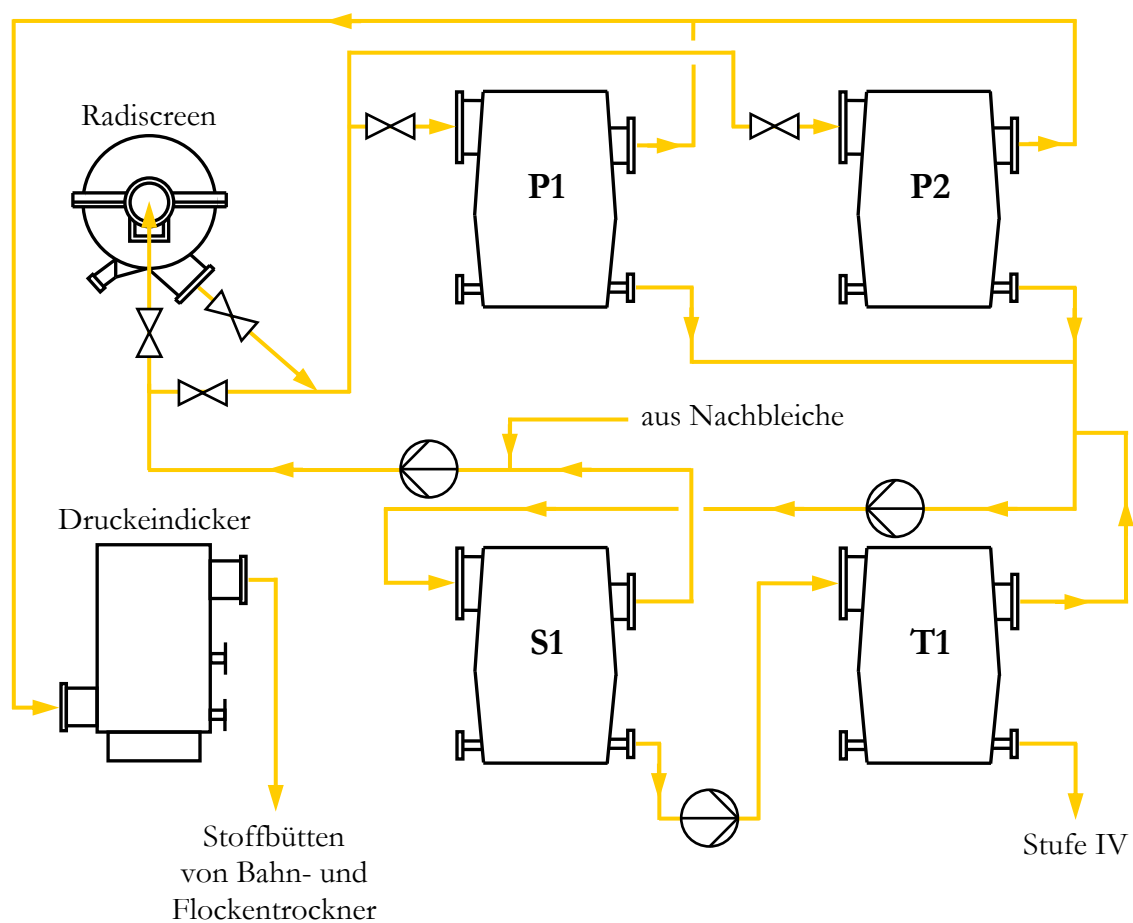 Radiscreen
P1
P2
aus Nachbleiche
Druckeindicker
S1
T1
Stoffbütten
von Bahn- und
Flockentrockner
Stufe IV